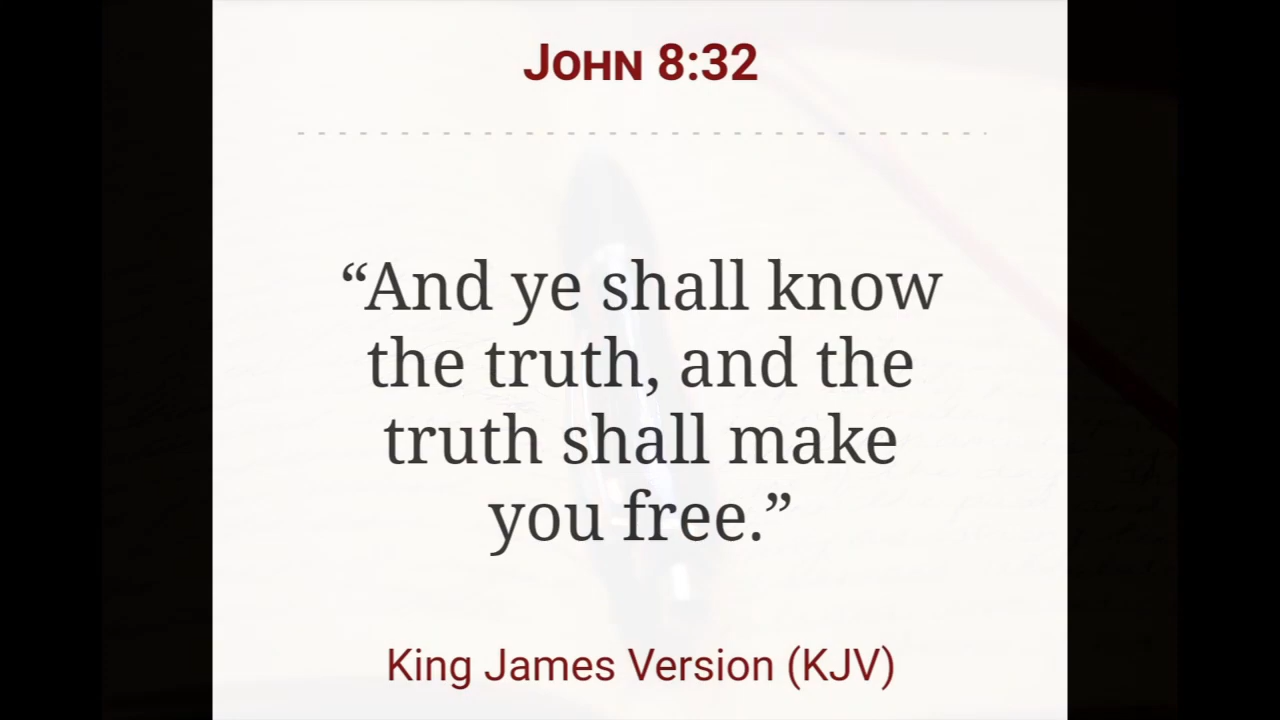 John 8:32
“And ye shall know
the truth, and the
truth shall make
you free.”
King James Version (KJV)